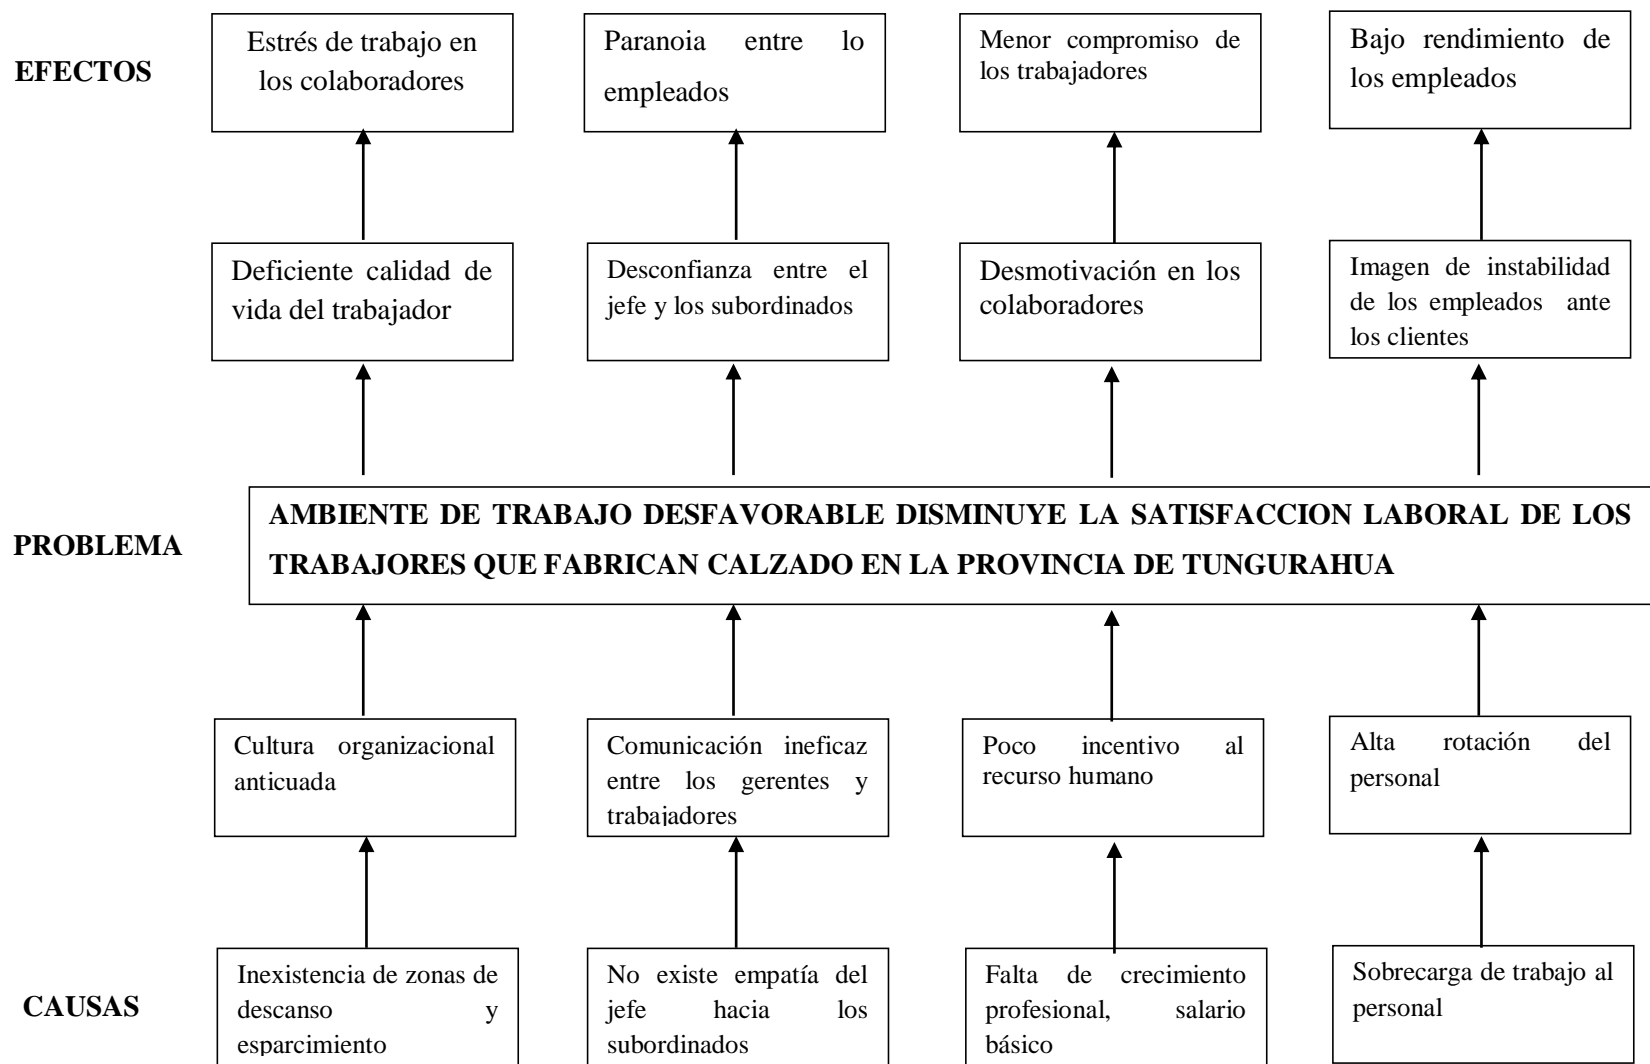 Estrés de trabajo en
los colaboradores
Paranoia entre lo
empleados
Menor compromiso de
los trabajadores
Bajo rendimiento de
los empleados
EFECTOS
Deficiente calidad de
vida del trabajador
Desconfianza entre el
jefe y los subordinados
Desmotivación en los
colaboradores
Imagen de instabilidad
de los empleados ante
los clientes
PROBLEMA
AMBIENTE DE TRABAJO DESFAVORABLE DISMINUYE LA SATISFACCION LABORAL DE LOS
TRABAJORES QUE FABRICAN CALZADO EN LA PROVINCIA DE TUNGURAHUA
Cultura organizacional
anticuada
Comunicación ineficaz
entre los gerentes y
trabajadores
Poco incentivo al
recurso humano
Alta rotación del
personal
CAUSAS
Inexistencia de zonas de
descanso y
esparcimiento
No existe empatía del
jefe hacia los
subordinados
Falta de crecimiento
profesional, salario
básico
Sobrecarga de trabajo al
personal